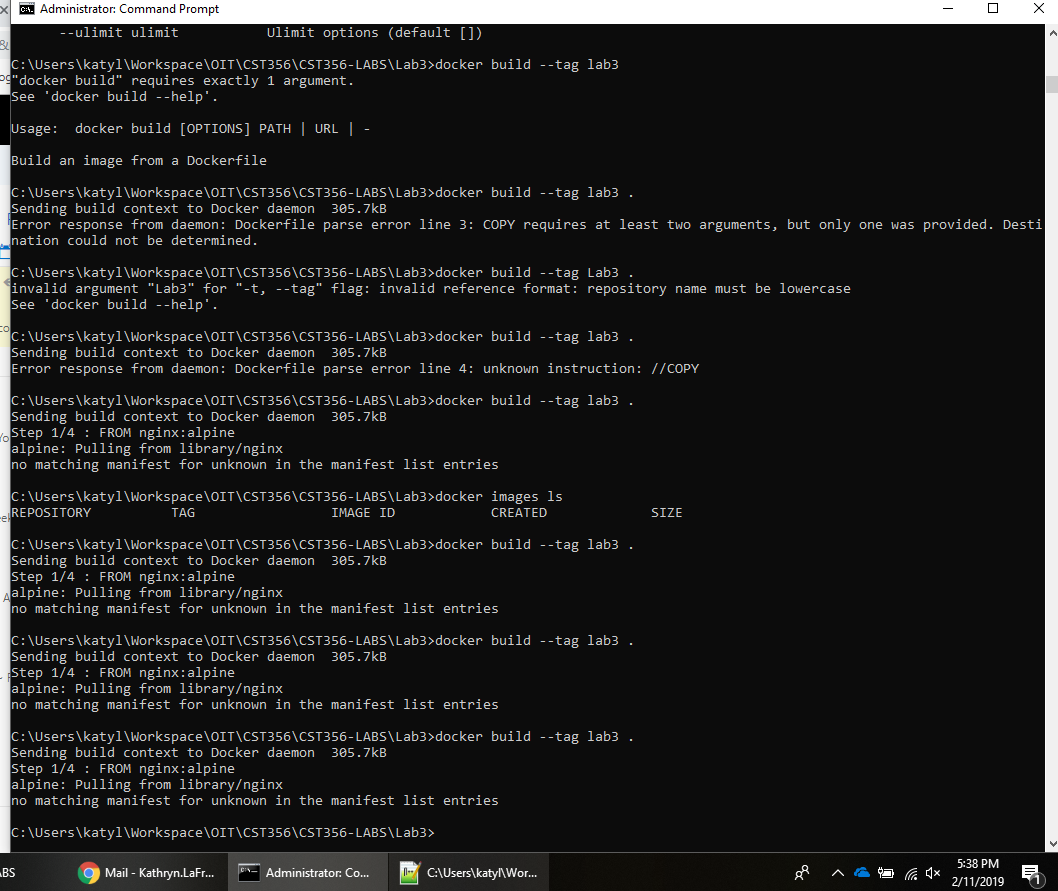 Administrator: Command Prompt
--ulimit ulimit Ulimit options (default [])
C:\Users\katyl\Workspace\OIT\CST356\CST356-LABS\Lab3>docker build --tag lab3
"docker build" requires exactly 1 argument.
See 'docker build --help'.
Usage: docker build [OPTIONS] PATH | URL | -
Build an image from a Dockerfile
C:\Users\katyl\Workspace\OIT\CST356\CST356-LABS\Lab3>docker build --tag lab3 .
Sending build context to Docker daemon 305.7kB
Error response from daemon: Dockerfile parse error line 3: COPY requires at least two arguments, but only one was provided. Desti
nation could not be determined.
C:\Users\katyl\Workspace\OIT\CST356\CST356-LABS\Lab3>docker build --tag Lab3 .
invalid argument "Lab3" for "-t, --tag" flag: invalid reference format: repository name must be lowercase
See 'docker build --help'.
C:\Users\katyl\Workspace\OIT\CST356\CST356-LABS\Lab3>docker build --tag lab3 .
Sending build context to Docker daemon 305.7kB
Error response from daemon: Dockerfile parse error line 4: unknown instruction: //COPY
C:\Users\katyl\Workspace\OIT\CST356\CST356-LABS\Lab3>docker build --tag lab3 .
Sending build context to Docker daemon 305.7kB
Step 1/4 : FROM nginx:alpine
alpine: Pulling from library/nginx
no matching manifest for unknown in the manifest list entries
C:\Users\katyl\Workspace\OIT\CST356\CST356-LABS\Lab3>docker images ls
REPOSITORY TAG IMAGE ID CREATED SIZE
C:\Users\katyl\Workspace\OIT\CST356\CST356-LABS\Lab3>docker build --tag lab3 .
Sending build context to Docker daemon 305.7kB
Step 1/4 : FROM nginx:alpine
alpine: Pulling from library/nginx
no matching manifest for unknown in the manifest list entries
C:\Users\katyl\Workspace\OIT\CST356\CST356-LABS\Lab3>docker build --tag lab3 .
Sending build context to Docker daemon 305.7kB
Step 1/4 : FROM nginx:alpine
alpine: Pulling from library/nginx
no matching manifest for unknown in the manifest list entries
C:\Users\katyl\Workspace\OIT\CST356\CST356-LABS\Lab3>docker build --tag lab3 .
Sending build context to Docker daemon 305.7kB
Step 1/4 : FROM nginx:alpine
alpine: Pulling from library/nginx
no matching manifest for unknown in the manifest list entries
C:\Users\katyl\Workspace\OIT\CST356\CST356-LABS\Lab3>
ABS
Mail - Kathryn.LaFr...
Administrator: Co...
C:\Users\katyl\Wor...
5:38 PM
2/11/2019
1